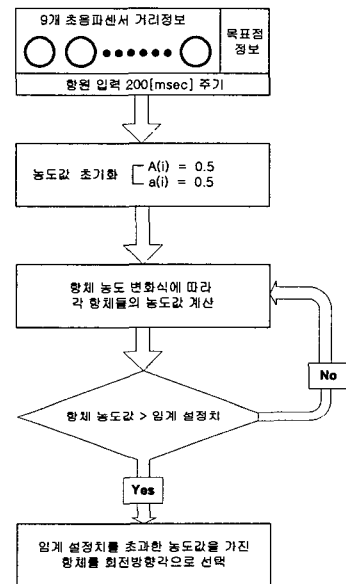 9개 초음파센서 거리정보
목표점
정보
항원 입력 200[msec] 주기
농도값 초기화
A(i) = 0.5
a(i) = 0.5
항체 농도 변화식에 따라
각 항체들의 농도값 계산
No
항체 농도값 > 임계 설정치
Yes
임계 설정치를 초과한 농도값을 가진
항체를 회전방향각으로 선택